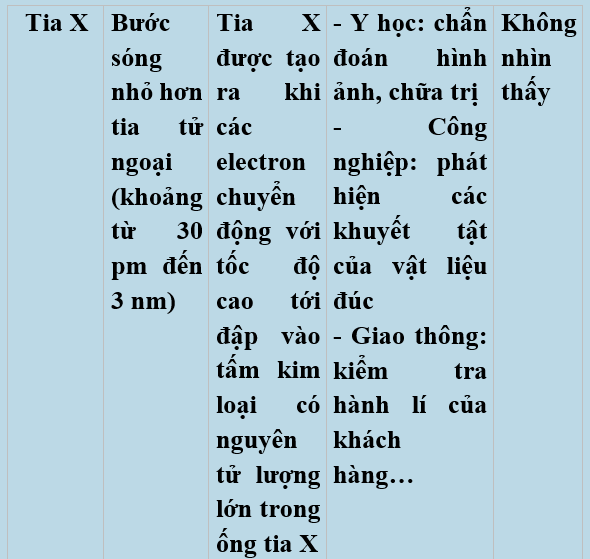 Tia X
Bước
sóng
nhỏ hơn
tia tử
ngoại
(khoảng
từ 30
pm đến
3 nm)
Tia X
được tạo
ra khi
các
electron
chuyển
động với
tốc độ
cao tới
đập vào
tấm kim
loại có
nguyên
tử lượng
lớn trong
ống tia X
- Y học: chẩn
đoán hình
ảnh, chữa trị
- Công
nghiệp: phát
hiện các
khuyết tật
của vật liệu
đúc
- Giao thông:
kiểm tra
hành lí của
khách
hàng…
Không
nhìn
thấy